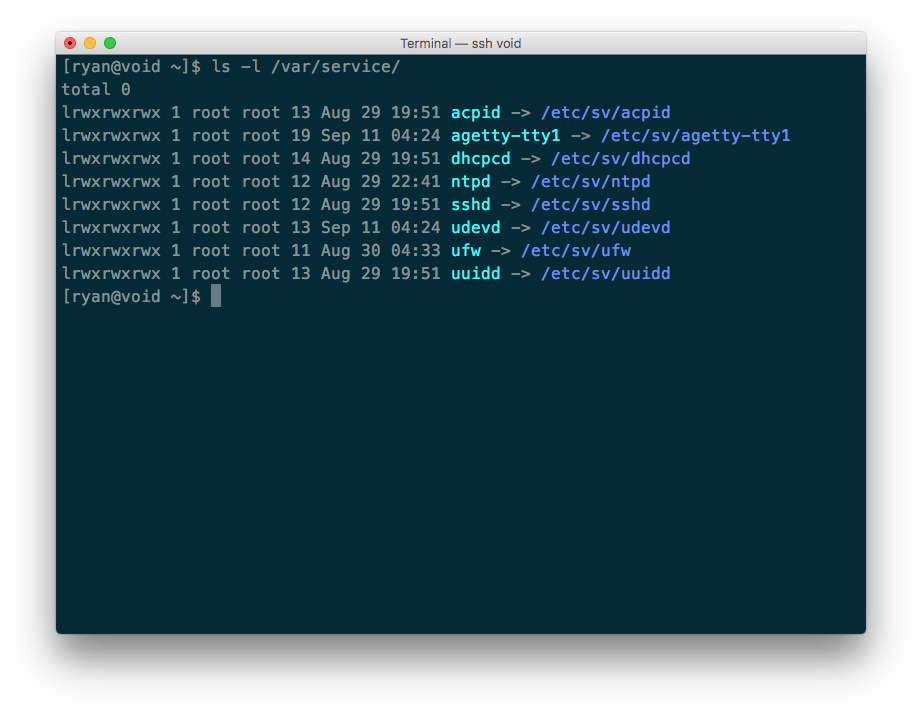 Terminal — ssh void
[ryan@void ~]$ ls -l /var/service/
total 0
lrwxrwxrwx 1 root root 13 Aug 29 19:51 acpid -> /etc/sv/acpid
lrwxrwxrwx 1 root root 19 Sep 11 04:24 agetty-tty1 -> /etc/sv/agetty-tty1
lrwxrwxrwx 1 root root 14 Aug 29 19:51 dhcpcd -> /etc/sv/dhcpcd
lrwxrwxrwx 1 root root 12 Aug 29 22:41 ntpd -> /etc/sv/ntpd
lrwxrwxrwx 1 root root 12 Aug 29 19:51 sshd -> /etc/sv/sshd
lrwxrwxrwx 1 root root 13 Sep 11 04:24 udevd -> /etc/sv/udevd
lrwxrwxrwx 1 root root 11 Aug 30 04:33 ufw -> /etc/sv/ufw
lrwxrwxrwx 1 root root 13 Aug 29 19:51 uuidd -> /etc/sv/uuidd
[ryan@void ~]$